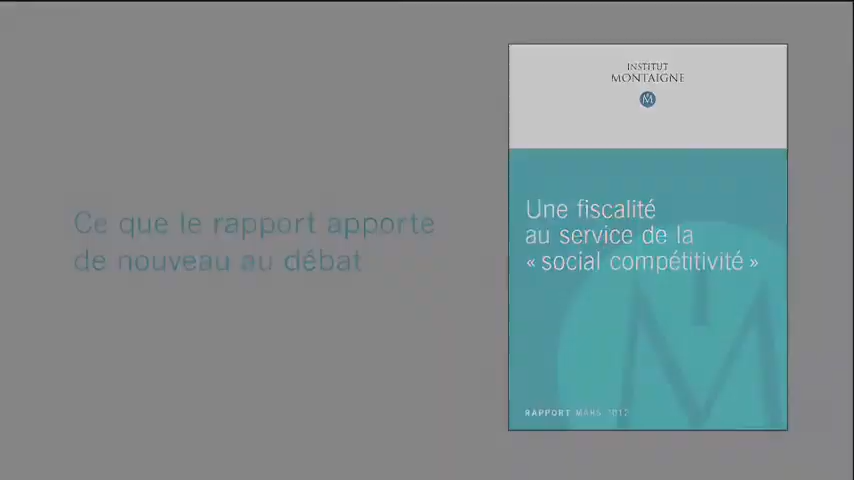 Ce que le rapport apporte
de nouveau au débat
INSTITUT
MONTAIGNE
M
Une fiscalité
au service de la
« social compétitivité »
RAPPORT MARS 2012